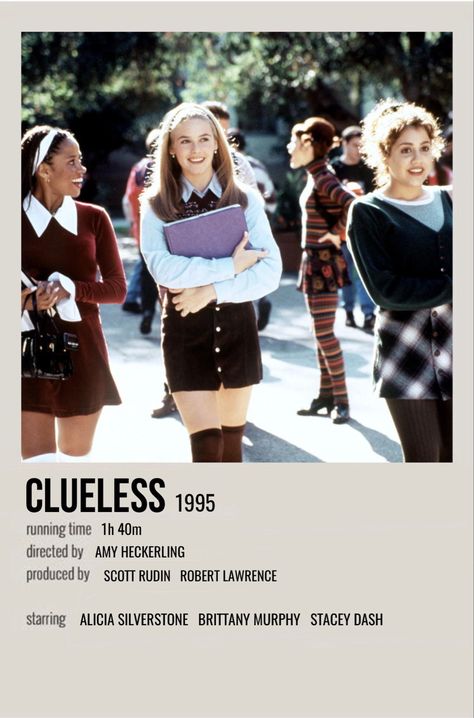 CLUELESS 1995
running time 1h 40m
directed by AMY HECKERLING
produced by SCOTT RUDIN ROBERT LAWRENCE
starring ALICIA SILVERSTONE BRITTANY MURPHY STACEY DASH